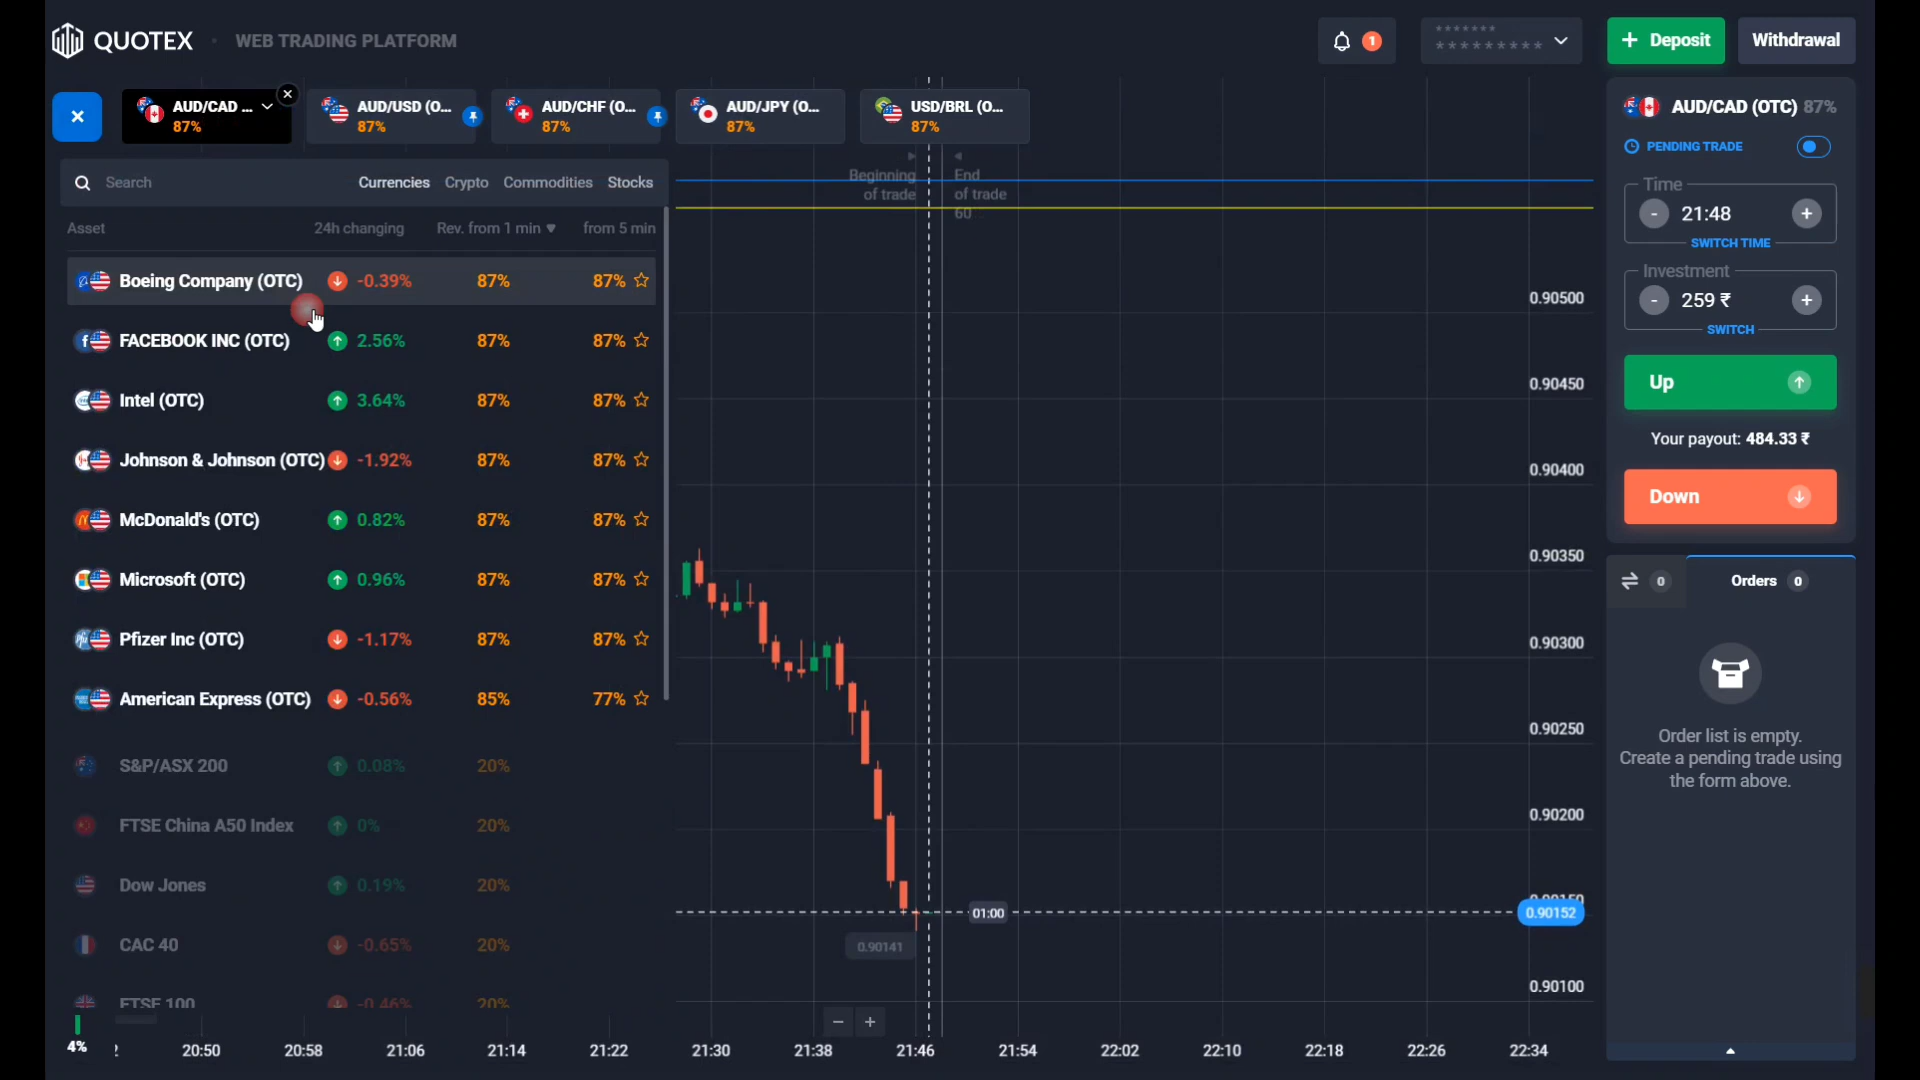 QUOTEX
WEB TRADING PLATFORM
1
*******
*********
+ Deposit
Withdrawal
AUD/CAD ...
87%
AUD/USD (O...
87%
AUD/CHF (O...
87%
AUD/JPY (O...
87%
USD/BRL (O...
87%
Search
Currencies
Crypto
Commodities
Stocks
Asset
24h changing
Rev. from 1 min
from 5 min
Boeing Company (OTC) -0.39% 87% 87%
FACEBOOK INC (OTC) 2.56% 87% 87%
Intel (OTC) 3.64% 87% 87%
Johnson & Johnson (OTC) -1.92% 87% 87%
McDonald's (OTC) 0.82% 87% 87%
Microsoft (OTC) 0.96% 87% 87%
Pfizer Inc (OTC) -1.17% 87% 87%
American Express (OTC) -0.56% 85% 77%
S&P/ASX 200 0.08% 20%
FTSE China A50 Index 0% 20%
Dow Jones 0.19% 20%
CAC 40 -0.65% 20%
FTSE 100 -0.46% 20%
4%
Beginning
of trade
End
of trade
60
0.90500
0.90450
0.90400
0.90350
0.90300
0.90250
0.90200
0.90150
0.90152
0.90100
01:00
0.90141
- +
2 20:50 20:58 21:06 21:14 21:22 21:30 21:38 21:46 21:54 22:02 22:10 22:18 22:26 22:34
AUD/CAD (OTC) 87%
PENDING TRADE
Time
- 21:48 +
SWITCH TIME
Investment
- 259 ₹ +
SWITCH
Up
Your payout: 484.33 ₹
Down
0
Orders 0
Order list is empty.
Create a pending trade using
the form above.